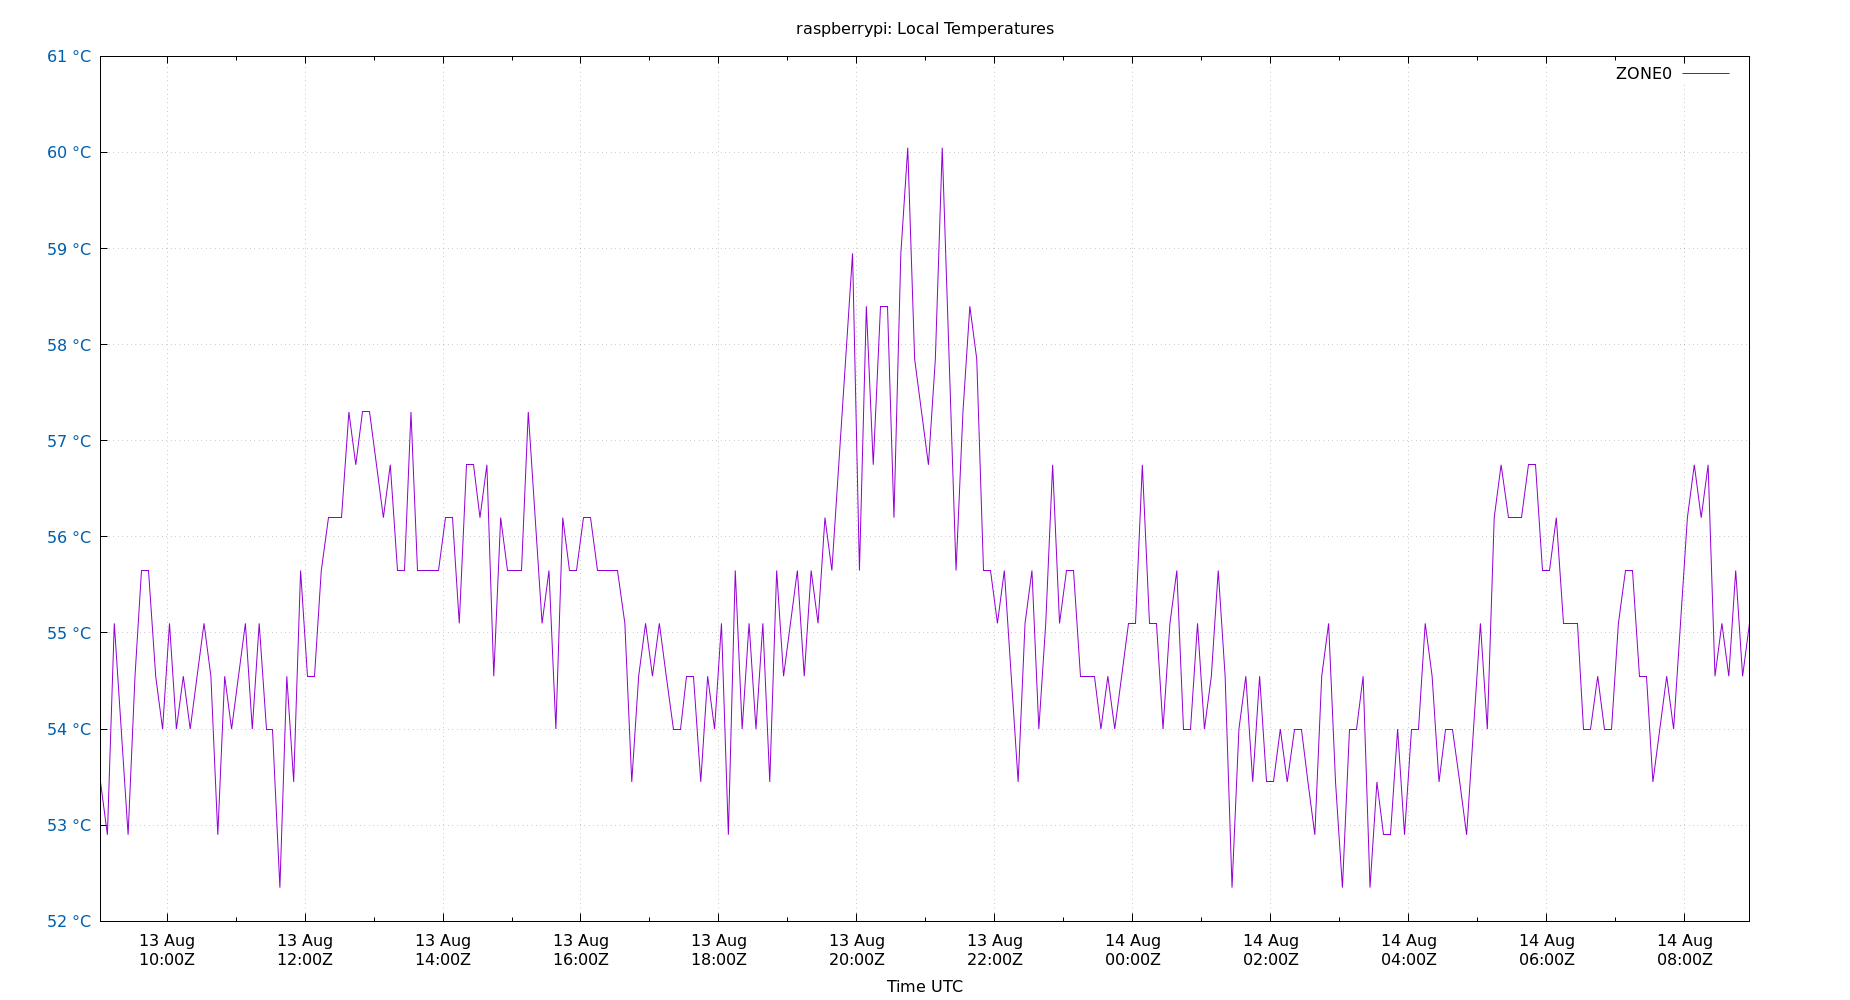 raspberrypi: Local Temperatures
61 °C
ZONE0
60 °C
59 °C
58 °C
57 °C
56 °C
55 °C
54 °C
53 °C
52 °C
13 Aug 13 Aug 13 Aug 13 Aug 13 Aug 13 Aug 13 Aug 14 Aug 14 Aug 14 Aug 14 Aug 14 Aug
10:00Z 12:00Z 14:00Z 16:00Z 18:00Z 20:00Z 22:00Z 00:00Z 02:00Z 04:00Z 06:00Z 08:00Z
Time UTC